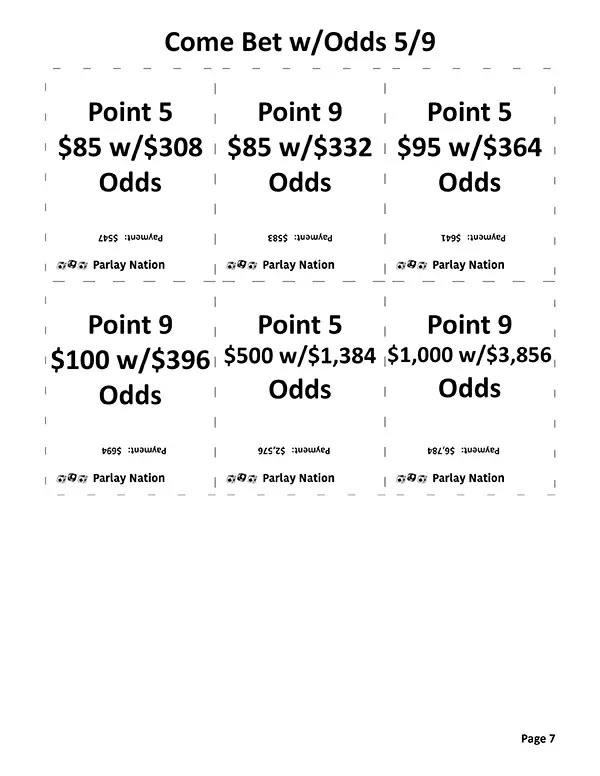 Come Bet w/Odds 5/9
Point 5
$85 w/$308
Odds
Payment: $547
Parlay Nation
Point 9
$85 w/$332
Odds
Payment: $583
Parlay Nation
Point 5
$95 w/$364
Odds
Payment: $641
Parlay Nation
Point 9
$100 w/$396
Odds
Payment: $694
Parlay Nation
Point 5
$500 w/$1,384
Odds
Payment: $2,576
Parlay Nation
Point 9
$1,000 w/$3,856
Odds
Payment: $6,784
Parlay Nation
Page 7